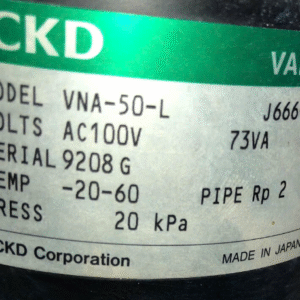 CKD VA
ODEL VNA-50-L J666
OLTS AC100V 73VA
ERIAL 9208 G
EMP -20-60 PIPE Rp 2
RESS 20 kPa
CKD Corporation MADE IN JAPAN